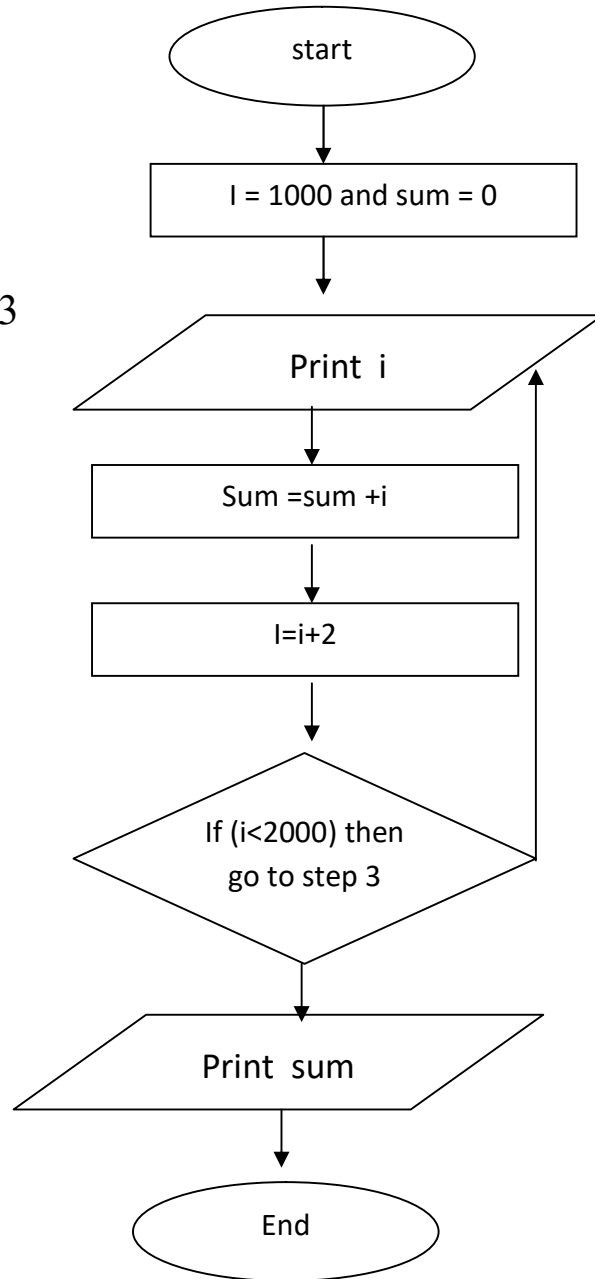 start
I = 1000 and sum = 0
3
Print i
Sum =sum +i
I=i+2
If (i<2000) then
go to step 3
Print sum
End